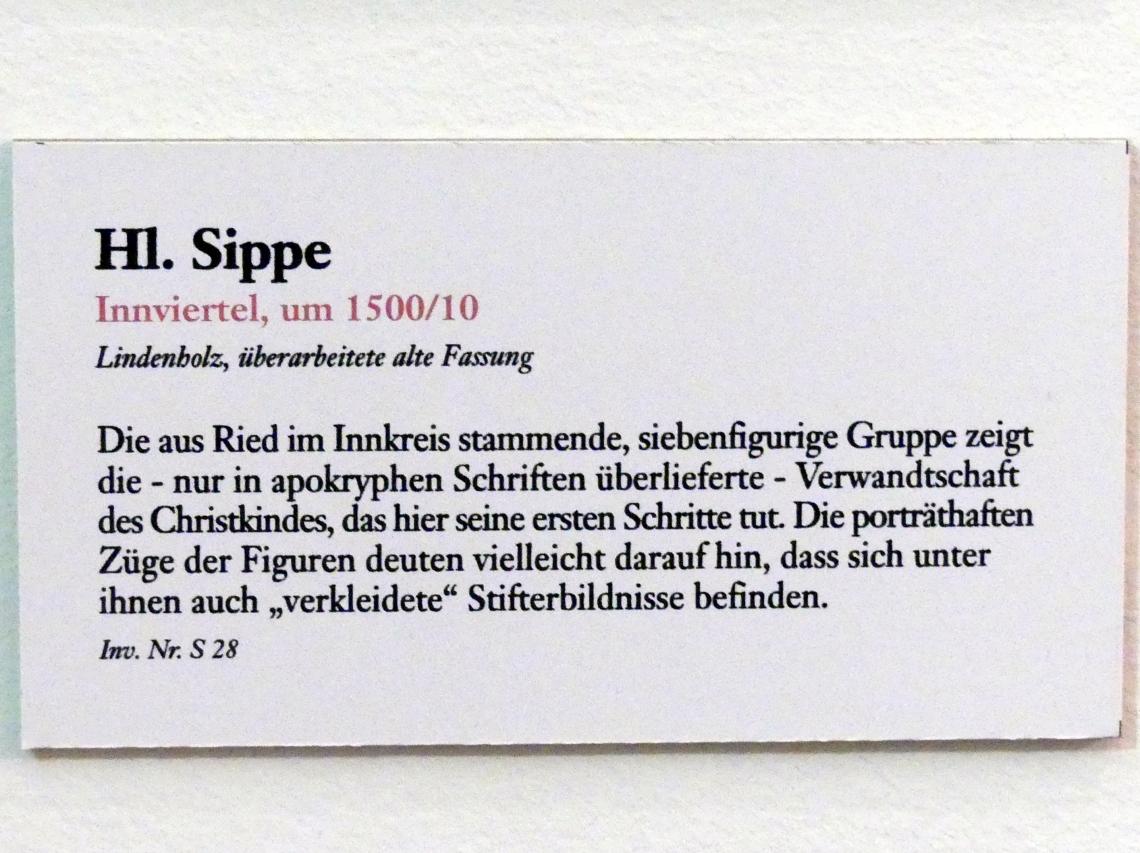 Hl. Sippe
Innviertel, um 1500/10
Lindenholz, überarbeitete alte Fassung
Die aus Ried im Innkreis stammende, siebenfigurige Gruppe zeigt
die - nur in apokryphen Schriften überlieferte - Verwandtschaft
des Christkindes, das hier seine ersten Schritte tut. Die porträthaften
Züge der Figuren deuten vielleicht darauf hin, dass sich unter
ihnen auch „verkleidete“ Stifterbildnisse befinden.
Inv. Nr. S 28